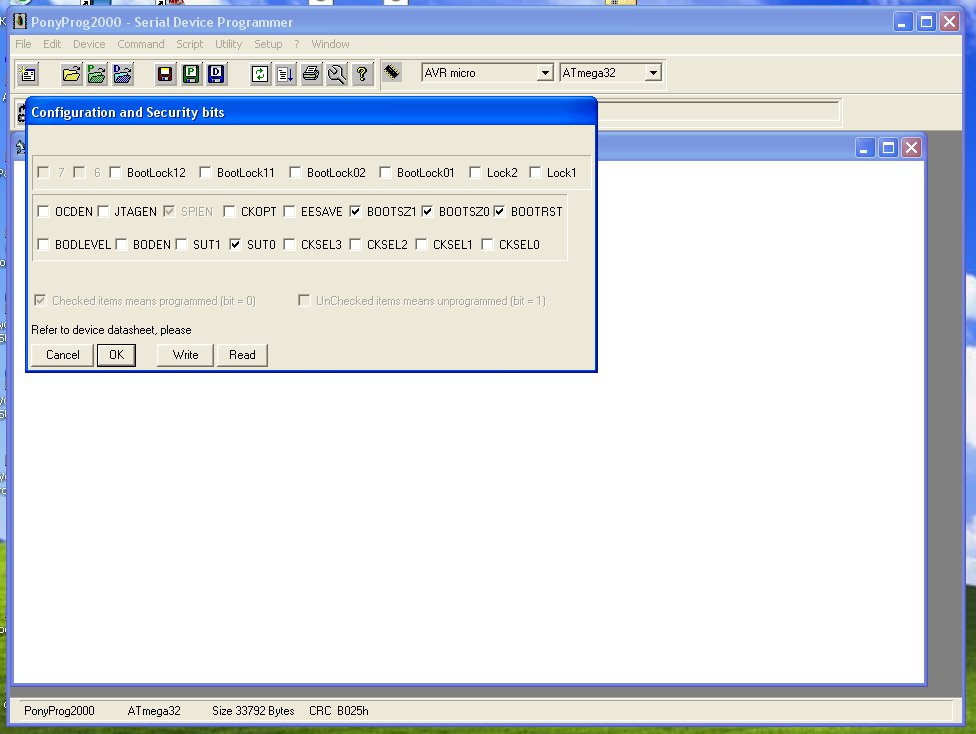 PonyProg2000 - Serial Device Programmer
File Edit Device Command Script Utility Setup ? Window
AVR micro ATmega32
Configuration and Security bits
7 6 BootLock12 BootLock11 BootLock02 BootLock01 Lock2 Lock1
OCDEN JTAGEN SPIEN CKOPT EESAVE BOOTSZ1 BOOTSZ0 BOOTRST
BODLEVEL BODEN SUT1 SUT0 CKSEL3 CKSEL2 CKSEL1 CKSEL0
Checked items means programmed (bit = 0) UnChecked items means unprogrammed (bit = 1)
Refer to device datasheet, please
Cancel OK Write Read
PonyProg2000 ATmega32 Size 33792 Bytes CRC B025h